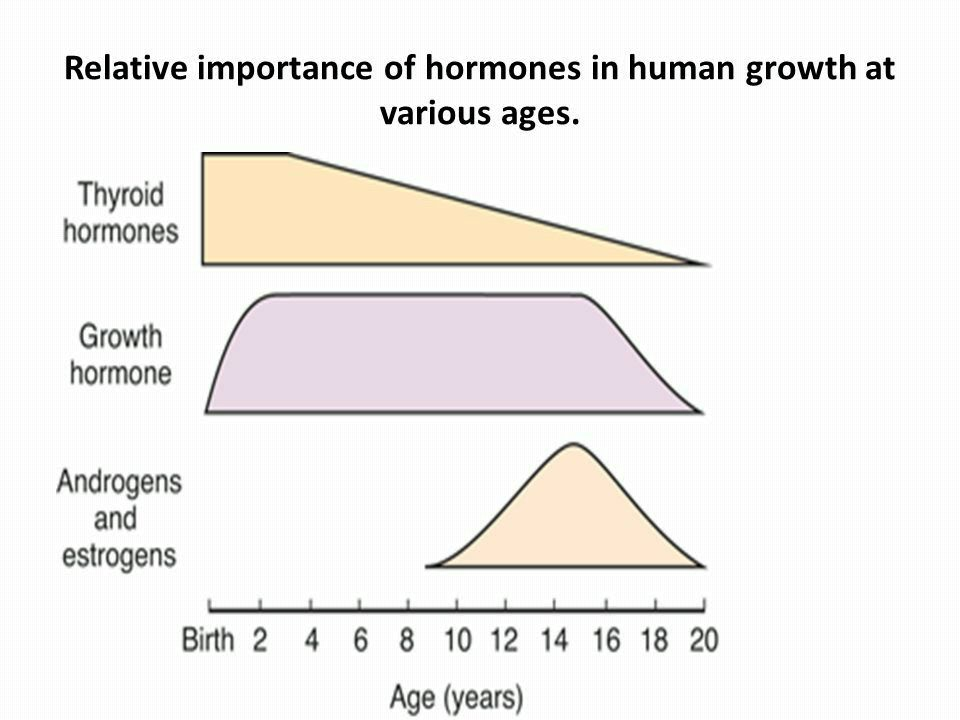 Relative importance of hormones in human growth at
various ages.
Thyroid
hormones
Growth
hormone
Androgens
and
estrogens
Birth 2 4 6 8 10 12 14 16 18 20
Age (years)